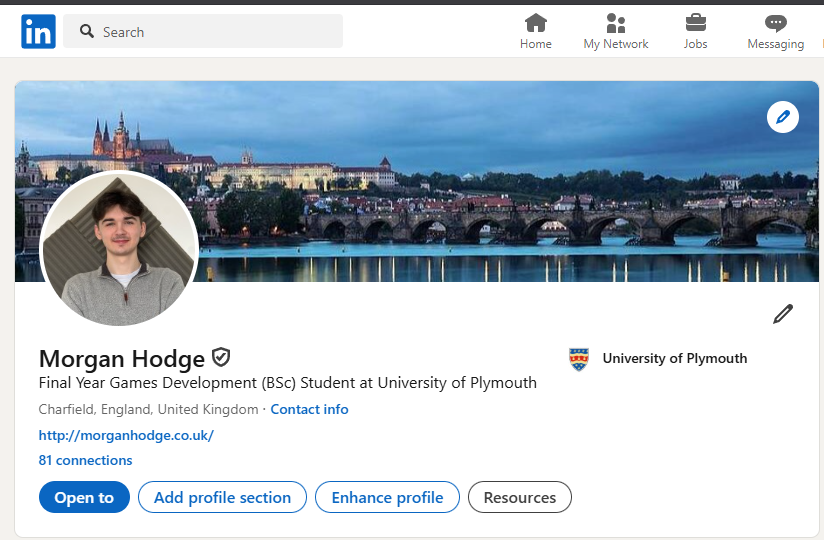 in
Search
Home
My Network
Jobs
Messaging
Morgan Hodge
University of Plymouth
Final Year Games Development (BSc) Student at University of Plymouth
Charfield, England, United Kingdom · Contact info
http://morganhodge.co.uk/
81 connections
Open to
Add profile section
Enhance profile
Resources